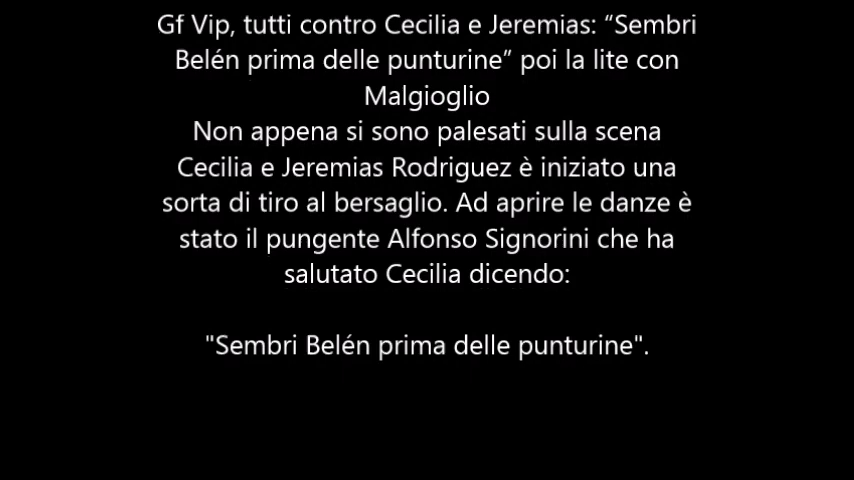 Gf Vip, tutti contro Cecilia e Jeremias: “Sembri
Belén prima delle punturine” poi la lite con
Malgioglio
Non appena si sono palesati sulla scena
Cecilia e Jeremias Rodriguez è iniziato una
sorta di tiro al bersaglio. Ad aprire le danze è
stato il pungente Alfonso Signorini che ha
salutato Cecilia dicendo:
"Sembri Belén prima delle punturine".